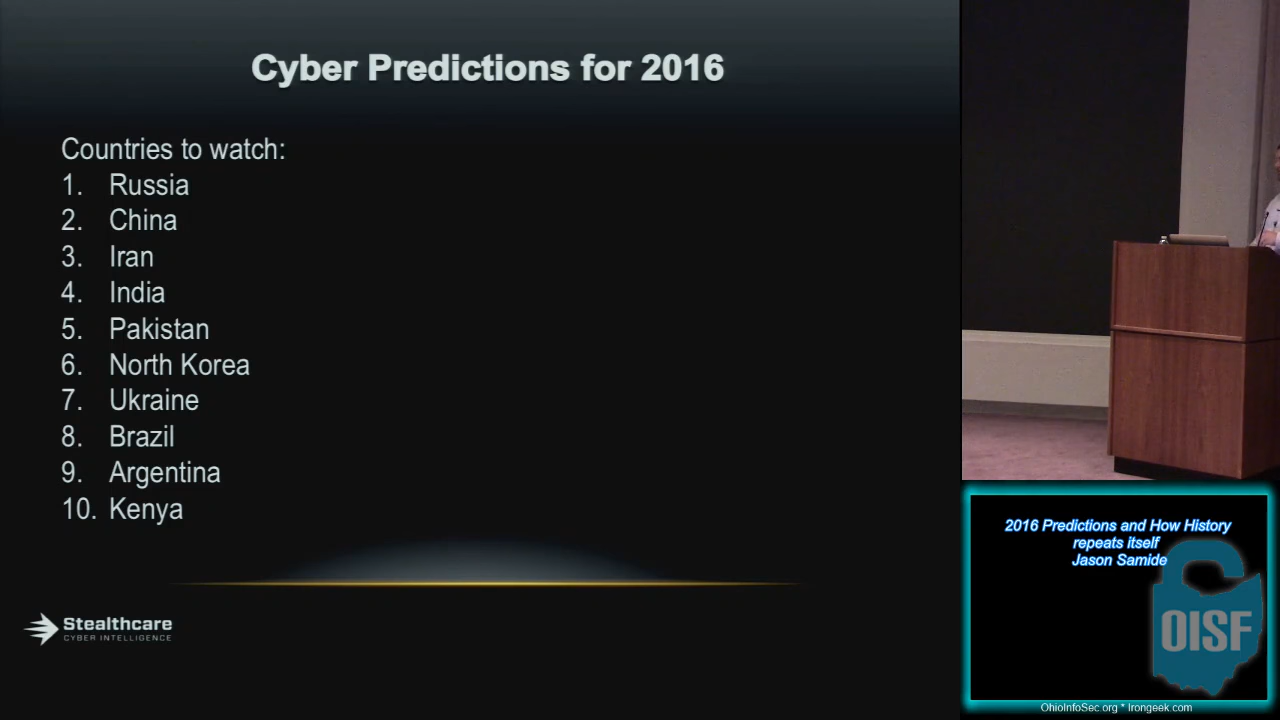 Cyber Predictions for 2016
Countries to watch:
1. Russia
2. China
3. Iran
4. India
5. Pakistan
6. North Korea
7. Ukraine
8. Brazil
9. Argentina
10. Kenya
Stealthcare
CYBER INTELLIGENCE
2016 Predictions and How History
repeats itself
Jason Samide
OISF
OhioInfoSec.org * Irongeek.com